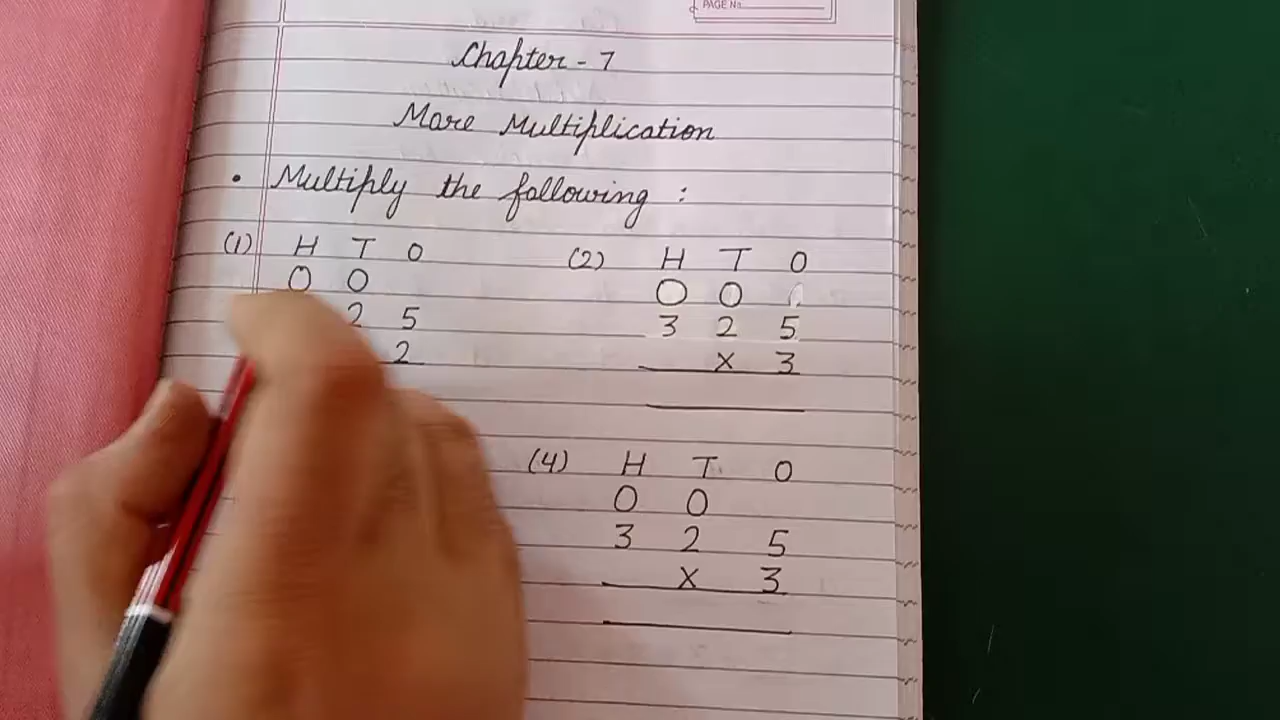 PAGE No.
Chapter - 7
More Multiplication
• Multiply the following :
(1) H T O (2) H T O
O O O O
2 5 3 2 5
2 x 3
(4) H T O
O O
3 2 5
x 3